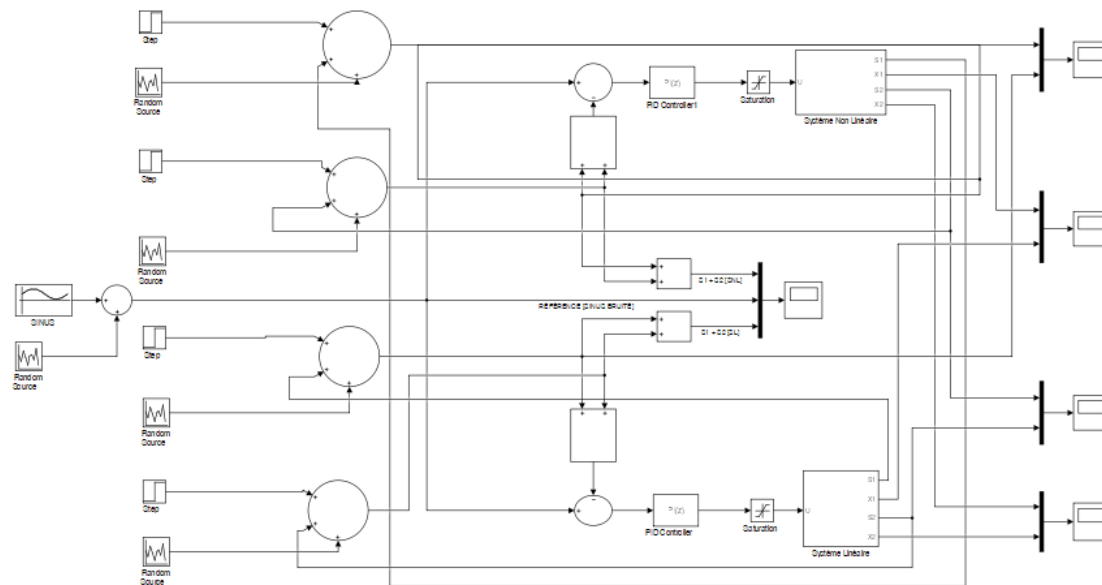 Step
Random
Source
Step
Random
Source
SINUS
Random
Source
Step
Random
Source
Step
Random
Source
P(z)
PID Controller1
Saturation
U
S1
X1
S2
X2
Système Non Linéaire
S1 + S2 [SNL]
RÉFÉRENCE [SINUS BRUITÉ]
S1 + S2 [SL]
P(z)
PID Controller
Saturation
U
S1
X1
S2
X2
Système Linéaire